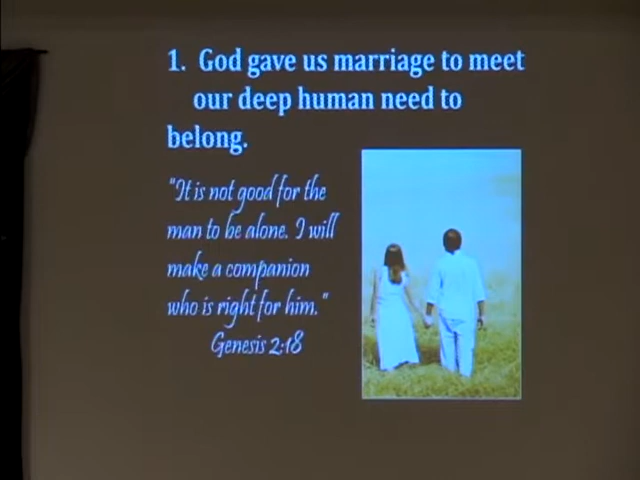 1. God gave us marriage to meet
our deep human need to
belong.
"It is not good for the
man to be alone. I will
make a companion
who is right for him."
Genesis 2:18